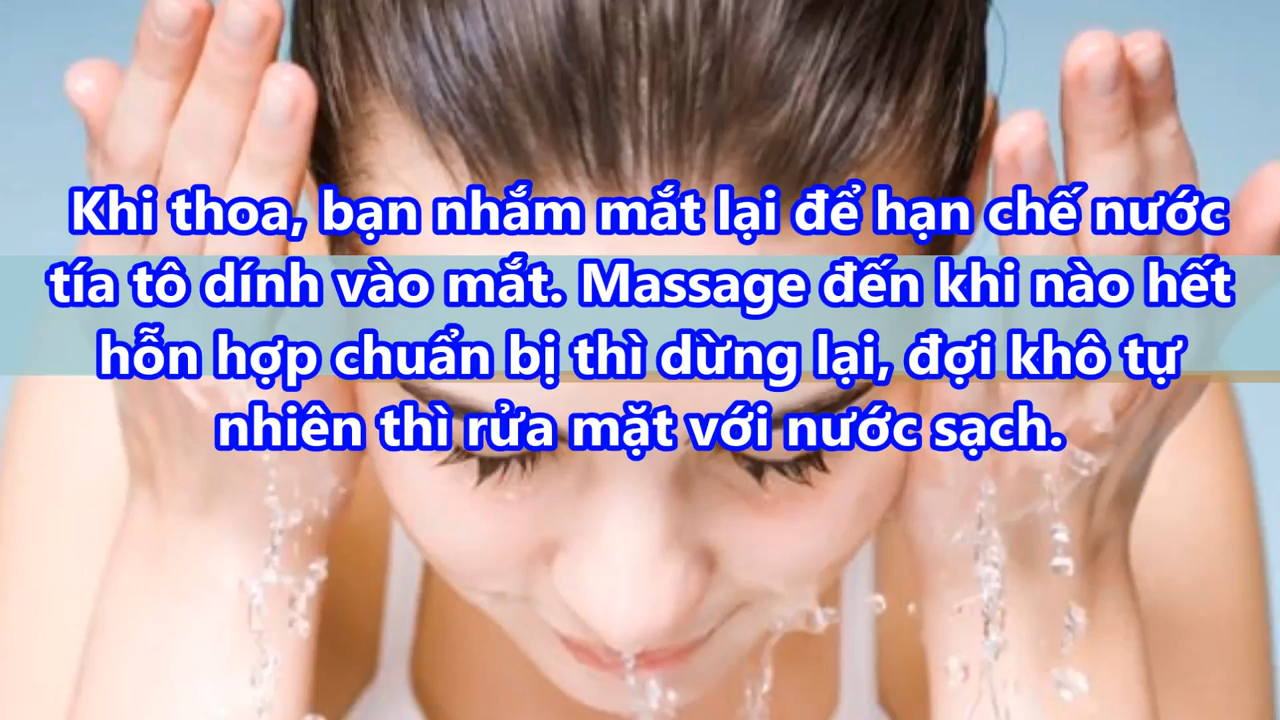 Khi thoa, bạn nhắm mắt lại để hạn chế nước
tía tô dính vào mắt. Massage đến khi nào hết
hỗn hợp chuẩn bị thì dừng lại, đợi khô tự
nhiên thì rửa mặt với nước sạch.